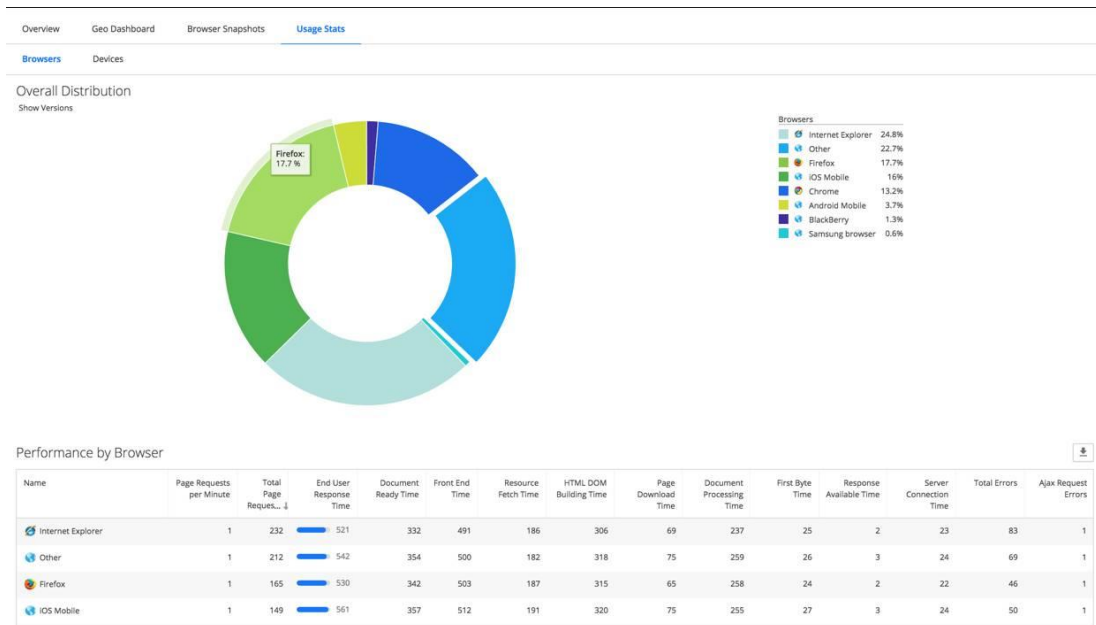 Overview Geo Dashboard Browser Snapshots Usage Stats
Browsers Devices
Overall Distribution
Show Versions
Firefox:
17.7 %
Browsers
Internet Explorer 24.8%
Other 22.7%
Firefox 17.7%
iOS Mobile 16%
Chrome 13.2%
Android Mobile 3.7%
BlackBerry 1.3%
Samsung browser 0.6%
Performance by Browser
Name Page Requests per Minute Total Page Reques... ↓ End User Response Time Document Ready Time Front End Time Resource Fetch Time HTML DOM Building Time Page Download Time Document Processing Time First Byte Time Response Available Time Server Connection Time Total Errors Ajax Request Errors
Internet Explorer 1 232 521 332 491 186 306 69 237 25 2 23 83 1
Other 1 212 542 354 500 182 318 75 259 26 3 24 69 1
Firefox 1 165 530 342 503 187 315 65 258 24 2 22 46 1
iOS Mobile 1 149 561 357 512 191 320 75 255 27 3 24 50 1